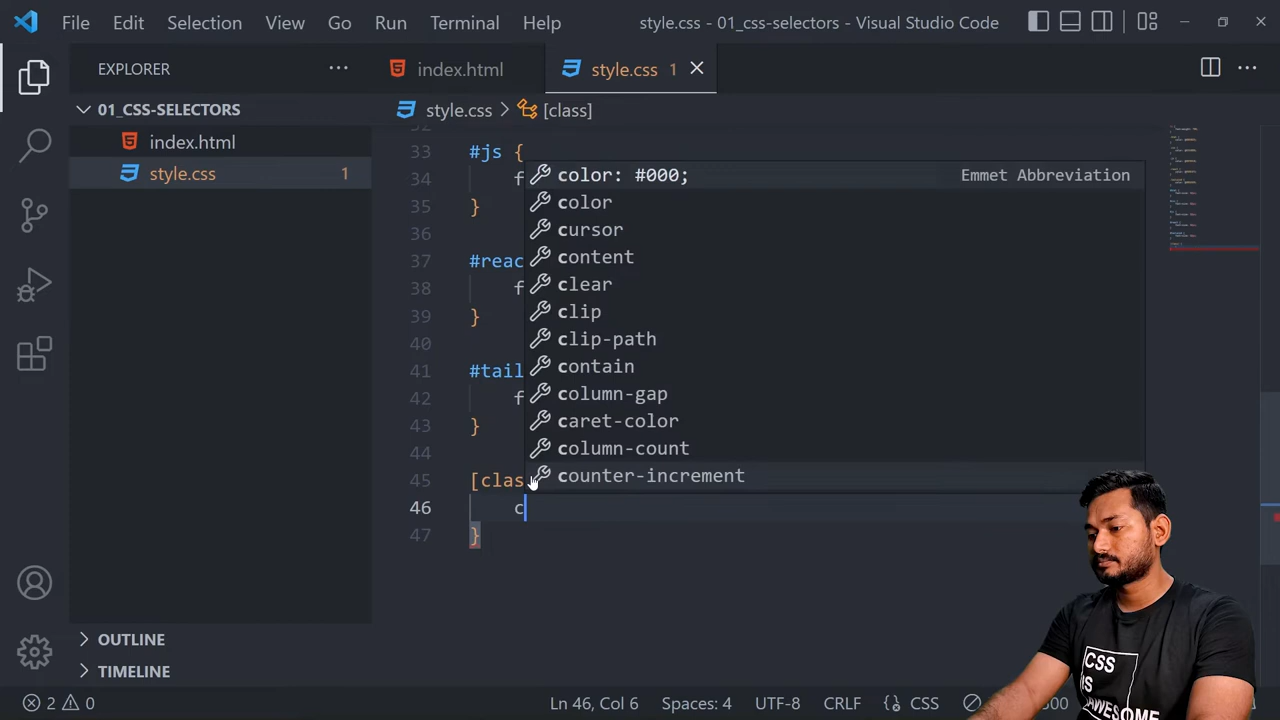 File Edit Selection View Go Run Terminal Help style.css - 01_css-selectors - Visual Studio Code
EXPLORER
index.html
style.css 1
01_CSS-SELECTORS
style.css > [class]
index.html
style.css 1
33 #js {
34 f
35 }
36
37 #reac
38 f
39 }
40
41 #tail
42 f
43 }
44
45 [clas
46 c
47 }
color: #000; Emmet Abbreviation
color
cursor
content
clear
clip
clip-path
contain
column-gap
caret-color
column-count
counter-increment
OUTLINE
TIMELINE
2 0 Ln 46, Col 6 Spaces: 4 UTF-8 CRLF CSS
CSS
IS
AWESOME